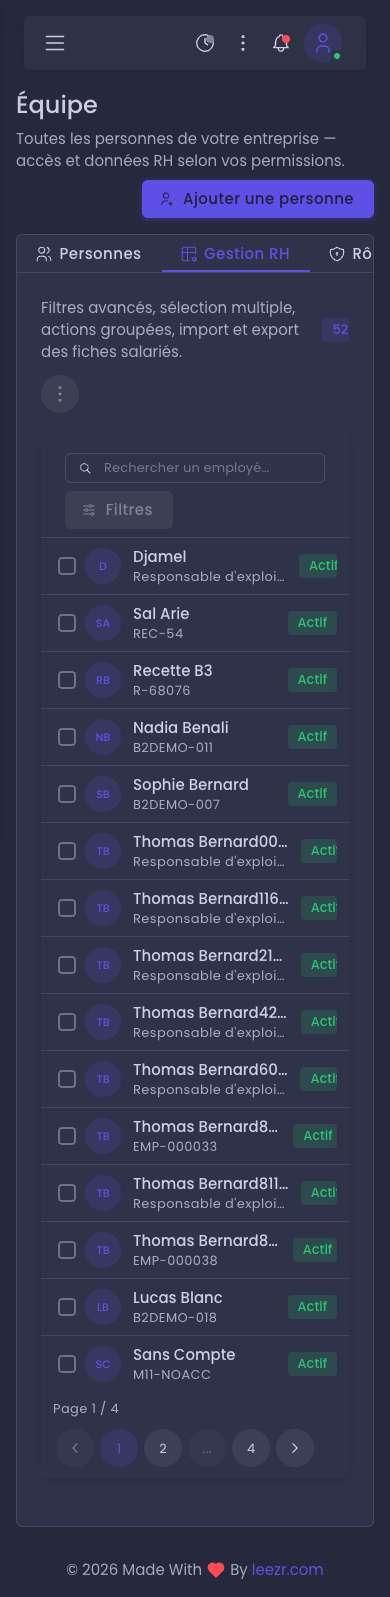 Équipe
Toutes les personnes de votre entreprise —
accès et données RH selon vos permissions.
Ajouter une personne
Personnes Gestion RH Rô
Filtres avancés, sélection multiple,
actions groupées, import et export
des fiches salariés.
52
Rechercher un employé...
Filtres
D Djamel Actif
Responsable d'exploi...
SA Sal Arie Actif
REC-54
RB Recette B3 Actif
R-68076
NB Nadia Benali Actif
B2DEMO-011
SB Sophie Bernard Actif
B2DEMO-007
TB Thomas Bernard00... Acti
Responsable d'exploi...
TB Thomas Bernard116... Acti
Responsable d'exploi...
TB Thomas Bernard21... Acti
Responsable d'exploi...
TB Thomas Bernard42... Acti
Responsable d'exploi...
TB Thomas Bernard60... Actif
Responsable d'exploi...
TB Thomas Bernard8... Actif
EMP-000033
TB Thomas Bernard811... Acti
Responsable d'exploi...
TB Thomas Bernard8... Actif
EMP-000038
LB Lucas Blanc Actif
B2DEMO-018
SC Sans Compte Actif
M11-NOACC
Page 1 / 4
1 2 ... 4
© 2026 Made With By leezr.com